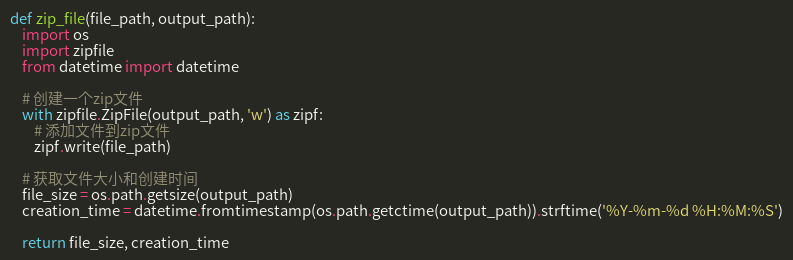 def zip_file(file_path, output_path):
    import os
    import zipfile
    from datetime import datetime

    # 创建一个zip文件
    with zipfile.ZipFile(output_path, 'w') as zipf:
        # 添加文件到zip文件
        zipf.write(file_path)

    # 获取文件大小和创建时间
    file_size = os.path.getsize(output_path)
    creation_time = datetime.fromtimestamp(os.path.getctime(output_path)).strftime('%Y-%m-%d %H:%M:%S')

    return file_size, creation_time